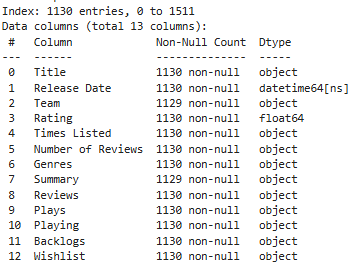 Index: 1130 entries, 0 to 1511
Data columns (total 13 columns):
 #   Column             Non-Null Count  Dtype
---  ------             --------------  -----
 0   Title              1130 non-null   object
 1   Release Date       1130 non-null   datetime64[ns]
 2   Team               1129 non-null   object
 3   Rating             1130 non-null   float64
 4   Times Listed       1130 non-null   object
 5   Number of Reviews  1130 non-null   object
 6   Genres             1130 non-null   object
 7   Summary            1129 non-null   object
 8   Reviews            1130 non-null   object
 9   Plays              1130 non-null   object
 10  Playing            1130 non-null   object
 11  Backlogs           1130 non-null   object
 12  Wishlist           1130 non-null   object